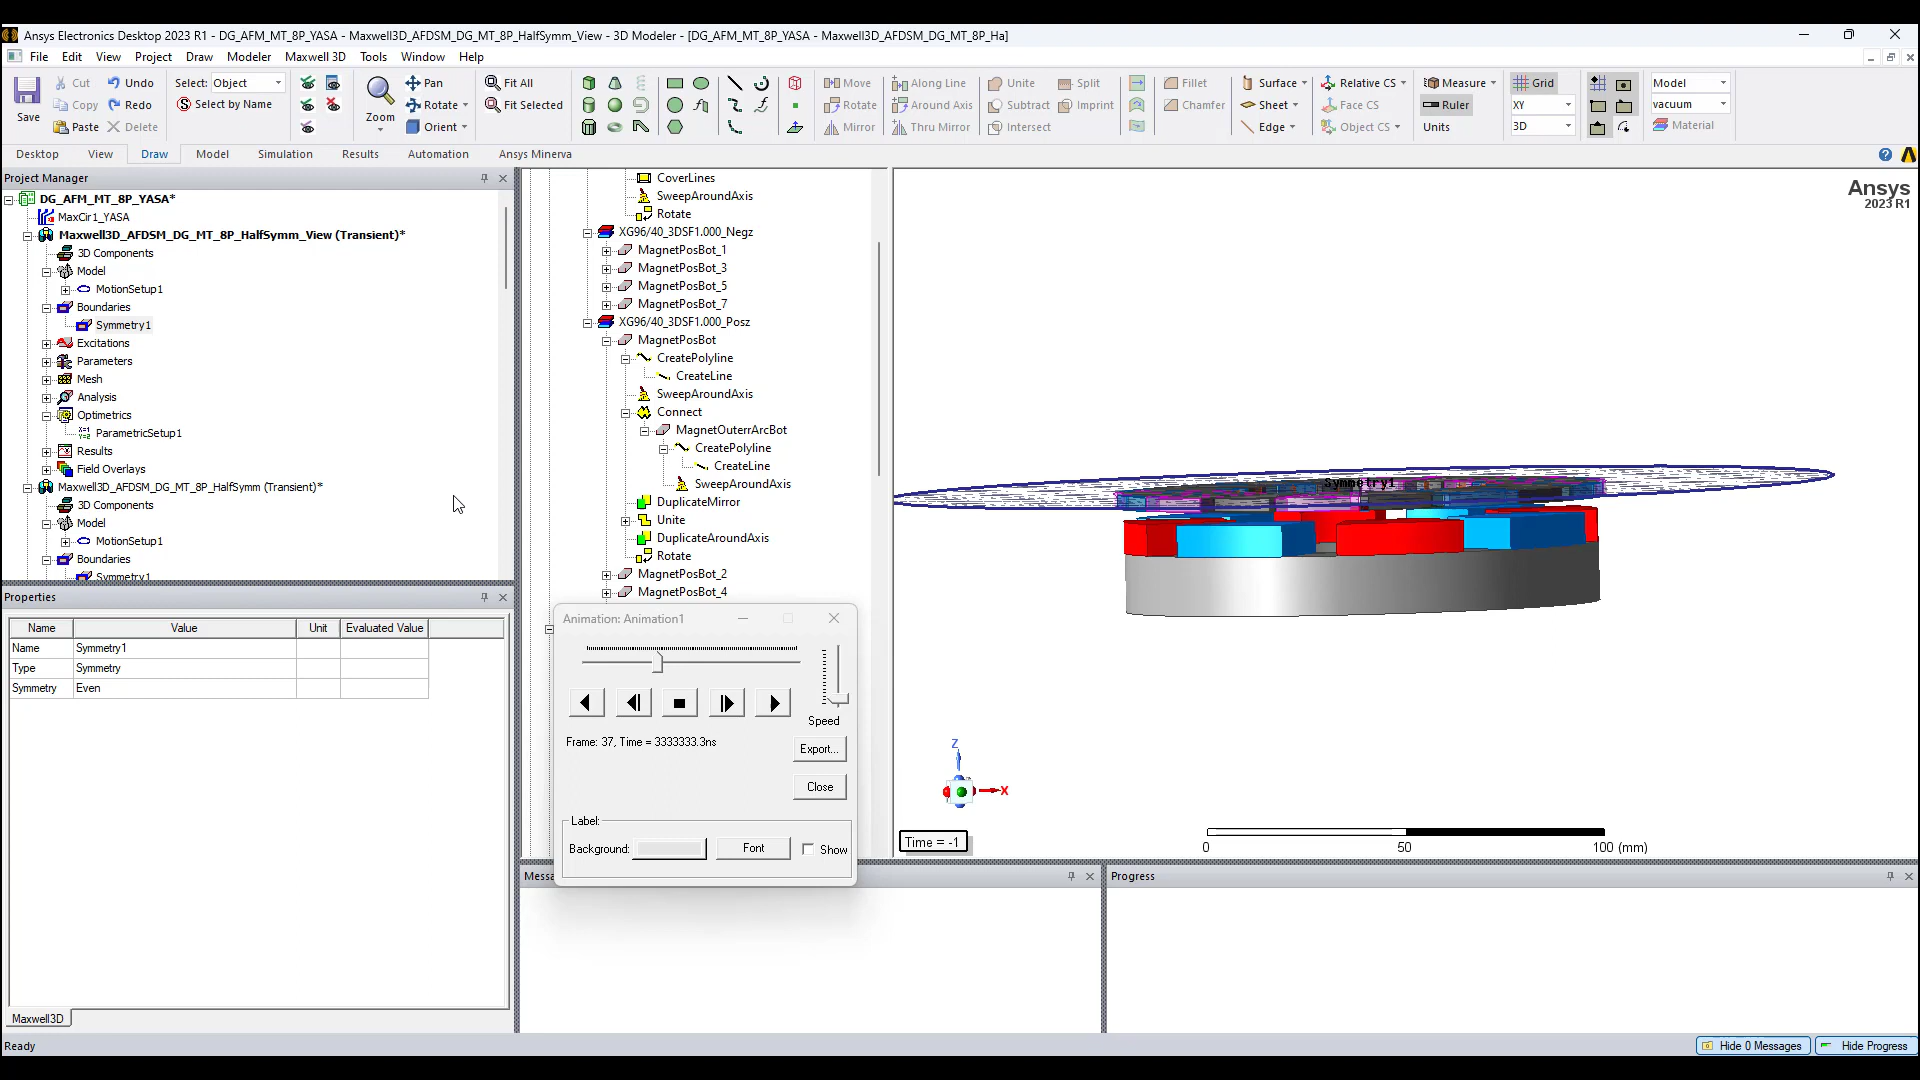 Ansys Electronics Desktop 2023 R1 - DG_AFM_MT_8P_YASA - Maxwell3D_AFDSM_DG_MT_8P_HalfSymm_View - 3D Modeler - [DG_AFM_MT_8P_YASA - Maxwell3D_AFDSM_DG_MT_8P_Ha]
File Edit View Project Draw Modeler Maxwell 3D Tools Window Help
Save
Cut Undo Select: Object
Copy Redo Select by Name
Paste Delete
Zoom
Pan Fit All
Rotate Fit Selected
Orient
Move Along Line Unite Split Fillet Surface Relative CS Measure Grid Model
Rotate Around Axis Subtract Imprint Chamfer Sheet Face CS Ruler XY vacuum
Mirror Thru Mirror Intersect Edge Object CS Units 3D Material
Desktop View Draw Model Simulation Results Automation Ansys Minerva
Project Manager
DG_AFM_MT_8P_YASA*
MaxCir1_YASA
Maxwell3D_AFDSM_DG_MT_8P_HalfSymm_View (Transient)*
3D Components
Model
MotionSetup1
Boundaries
Symmetry1
Excitations
Parameters
Mesh
Analysis
Optimetrics
ParametricSetup1
Results
Field Overlays
Maxwell3D_AFDSM_DG_MT_8P_HalfSymm (Transient)*
3D Components
Model
MotionSetup1
Boundaries
Symmetry1
Properties
Name Value Unit Evaluated Value
Name Symmetry1
Type Symmetry
Symmetry Even
Maxwell3D
CoverLines
SweepAroundAxis
Rotate
XG96/40_3DSF1.000_Negz
MagnetPosBot_1
MagnetPosBot_3
MagnetPosBot_5
MagnetPosBot_7
XG96/40_3DSF1.000_Posz
MagnetPosBot
CreatePolyline
CreateLine
SweepAroundAxis
Connect
MagnetOuterrArcBot
CreatePolyline
CreateLine
SweepAroundAxis
DuplicateMirror
Unite
DuplicateAroundAxis
Rotate
MagnetPosBot_2
MagnetPosBot_4
Animation: Animation1
Speed
Frame: 37, Time = 3333333.3ns
Export...
Close
Label:
Background: Font Show
Ansys
2023 R1
Symmetry1
Z
X
Time = -1
0 50 100 (mm)
Progress
Ready
Hide 0 Messages Hide Progress